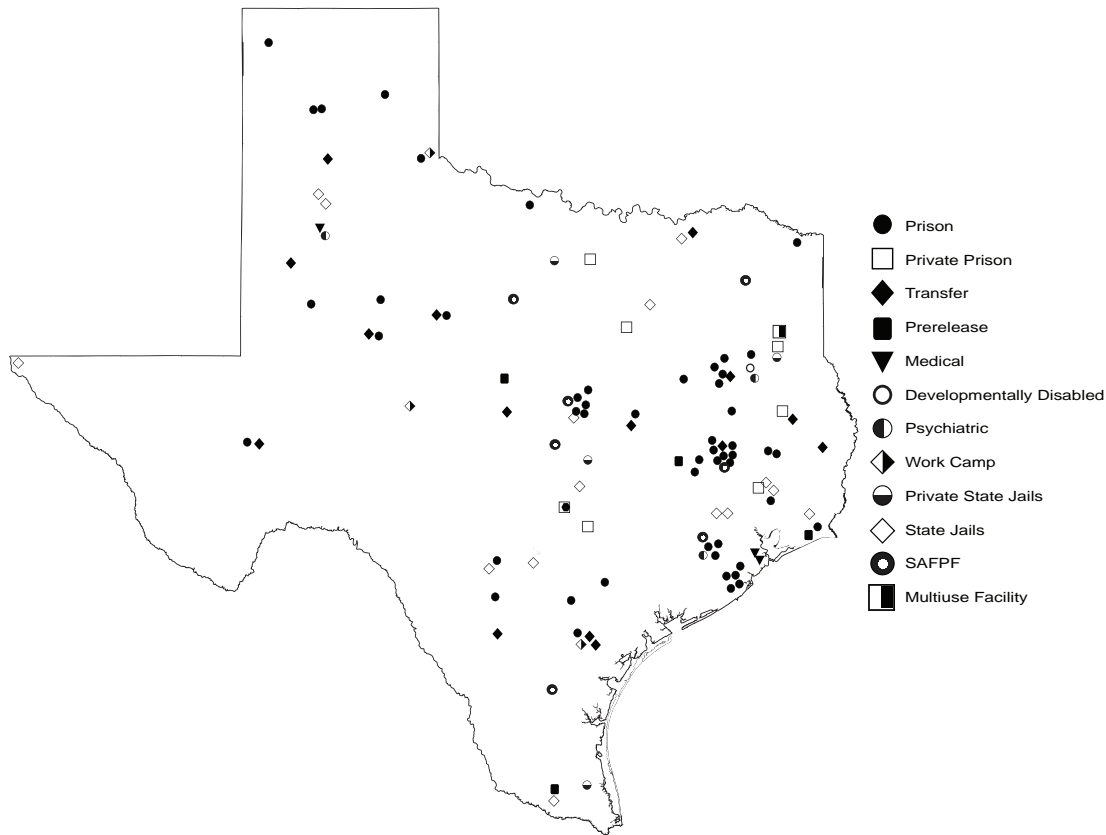 Prison
Private Prison
Transfer
Prerelease
Medical
Developmentally Disabled
Psychiatric
Work Camp
Private State Jails
State Jails
SAFPF
Multiuse Facility